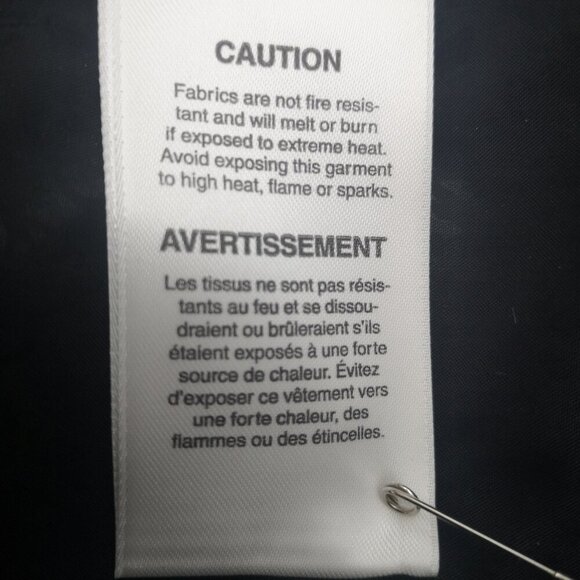 CAUTION
Fabrics are not fire resis-
tant and will melt or burn
if exposed to extreme heat.
Avoid exposing this garment
to high heat, flame or sparks.
AVERTISSEMENT
Les tissus ne sont pas résis-
tants au feu et se dissou-
draient ou brûleraient s'ils
étaient exposés à une forte
source de chaleur. Évitez
d'exposer ce vêtement vers
une forte chaleur, des
flammes ou des étincelles.